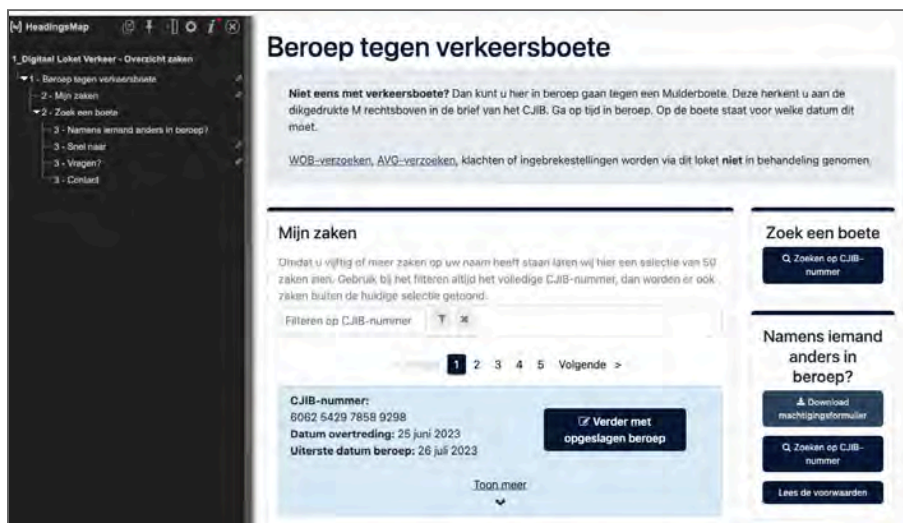 HeadingsMap
1_Digitaal Loket Verkeer - Overzicht zaken
1 - Beroep tegen verkeersboete
2 - Mijn zaken
2 - Zoek een boete
3 - Namens iemand anders in beroep?
3 - Snel naar
3 - Vragen?
3 - Contact
Beroep tegen verkeersboete
Niet eens met verkeersboete? Dan kunt u hier in beroep gaan tegen een Mulderboete. Deze herkent u aan de
dikgedrukte M rechtsboven in de brief van het CJIB. Ga op tijd in beroep. Op de boete staat voor welke datum dit
moet.
WOB-verzoeken, AVG-verzoeken, klachten of ingebrekestellingen worden via dit loket niet in behandeling genomen
Mijn zaken
Omdat u vijftig of meer zaken op uw naam heeft staan laten wij hier een selectie van 50
zaken zien. Gebruik bij het filteren altijd het volledige CJIB-nummer, dan worden er ook
zaken buiten de huidige selectie getoond.
Filteren op CJIB-nummer
1 2 3 4 5 Volgende >
CJIB-nummer:
6062 5429 7858 9298
Datum overtreding: 25 juni 2023
Uiterste datum beroep: 26 juli 2023
Verder met
opgeslagen beroep
Toon meer
Zoek een boete
Zoeken op CJIB-
nummer
Namens iemand
anders in
beroep?
Download
machtigingsformulier
Zoeken op CJIB-
nummer
Lees de voorwaarden